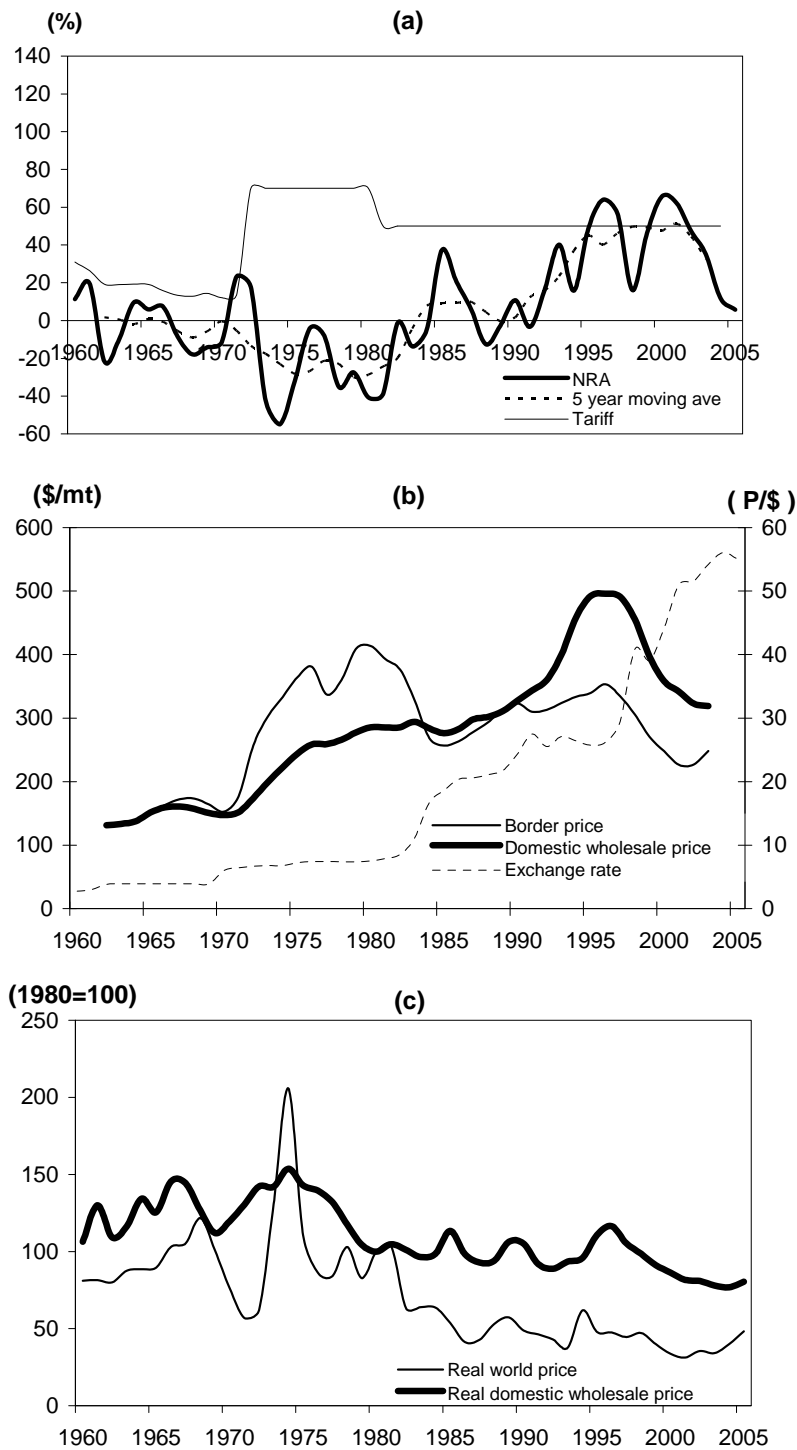 (%) (a)
140
120
100
80
60
40
20
0
-20
-40
-60
1960 1965 1970 1975 1980 1985 1990 1995 2000 2005
NRA
5 year moving ave
Tariff
($/mt) (b) ( P/$ )
600 60
500 50
400 40
300 30
200 20
100 10
0 0
Border price
Domestic wholesale price
Exchange rate
1960 1965 1970 1975 1980 1985 1990 1995 2000 2005
(1980=100) (c)
250
200
150
100
50
0
Real world price
Real domestic wholesale price
1960 1965 1970 1975 1980 1985 1990 1995 2000 2005